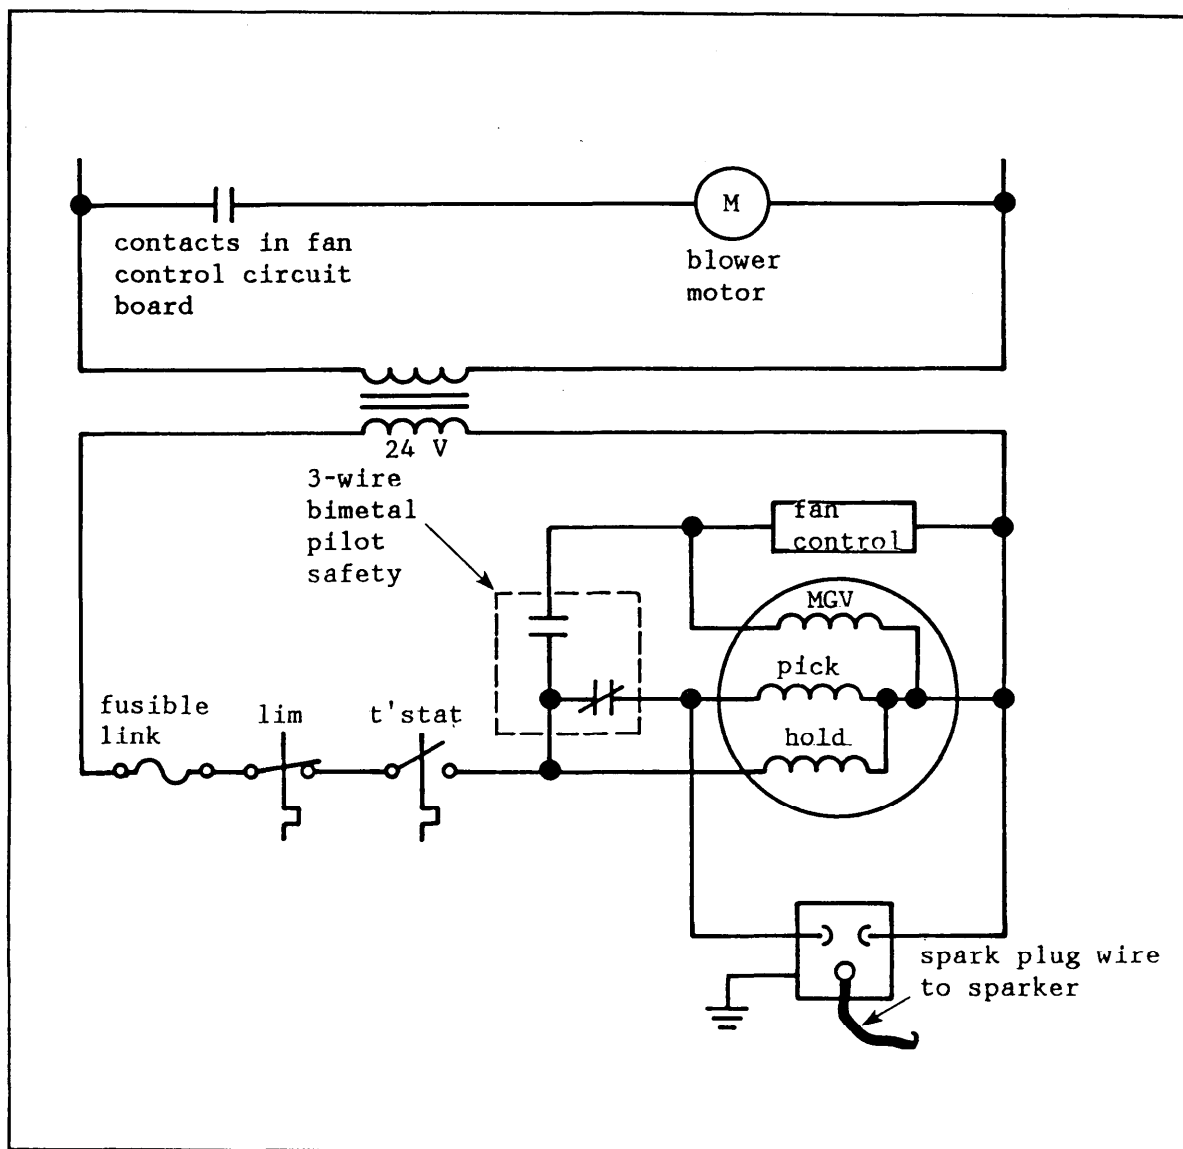 M
contacts in fan
control circuit
board
blower
motor
24 V
3-wire
bimetal
pilot
safety
fan
control
MGV
pick
hold
fusible
link
lim
t'stat
spark plug wire
to sparker